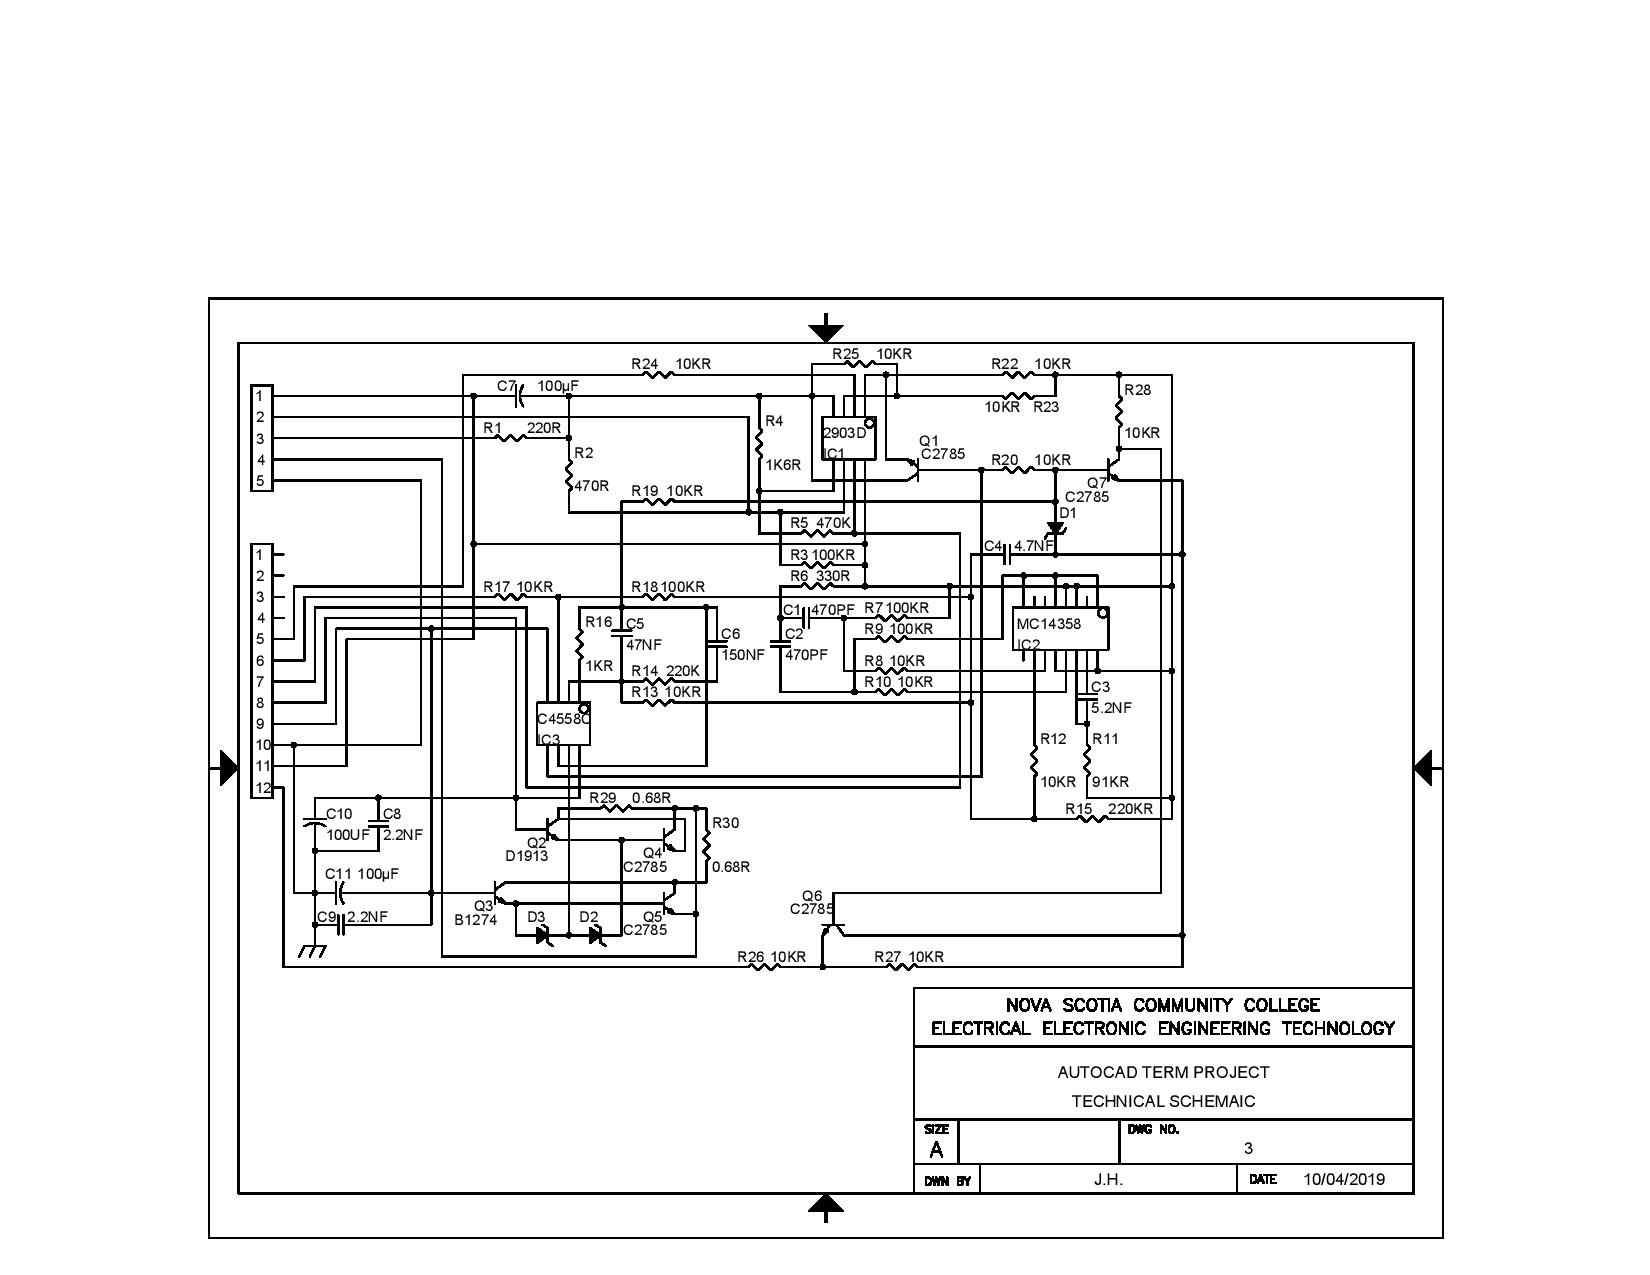 R25 10KR
R24 10KR
R22 10KR
C7 100µF
R28
1
2
3
4
5
10KR R23
R1 220R
R4
2903D
IC1
10KR
Q1
C2785
R2
470R
1K6R
R20 10KR
Q7
C2785
R19 10KR
D1
R5 470K
C4 4.7NF
R3 100KR
R6 330R
1
2
3
4
5
6
7
8
9
10
11
12
R17 10KR
R18 100KR
C1 470PF
R7 100KR
R16
C5
47NF
C6
150NF
C2
470PF
R9 100KR
MC14358
IC2
1KR
R14 220K
R8 10KR
R13 10KR
R10 10KR
C3
5.2NF
C4558C
IC3
R12
10KR
R11
91KR
R29 0.68R
R15 220KR
C10
100UF
C8
2.2NF
R30
0.68R
Q2
D1913
Q4
C2785
C11 100µF
Q3
B1274
C9 2.2NF
D3
D2
Q5
C2785
Q6
C2785
R26 10KR
R27 10KR
NOVA SCOTIA COMMUNITY COLLEGE
ELECTRICAL ELECTRONIC ENGINEERING TECHNOLOGY
AUTOCAD TERM PROJECT
TECHNICAL SCHEMAIC
SIZE
A
DWG NO.
3
DWN BY
J.H.
DATE 10/04/2019